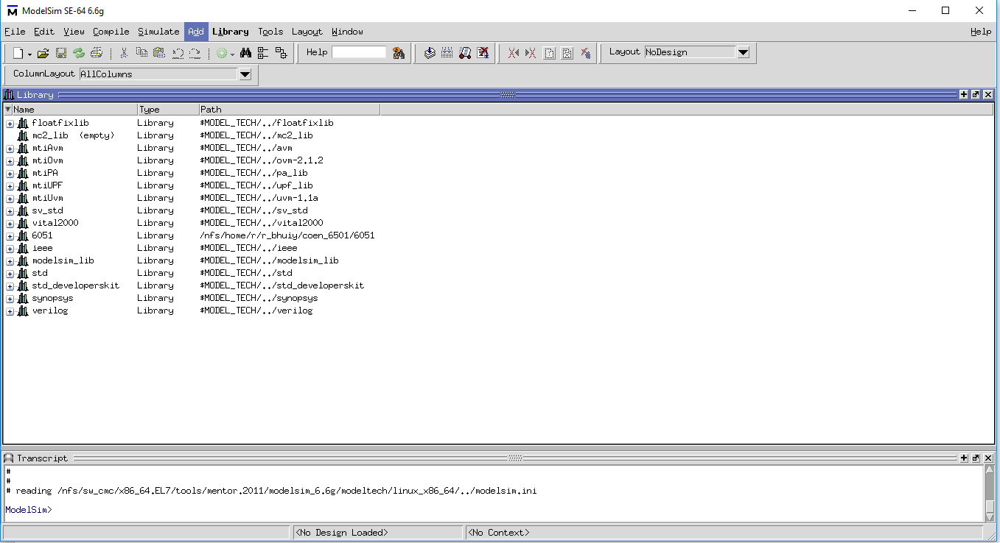 ModelSim SE-64 6.6g
File Edit View Compile Simulate Add Library Tools Layout Window Help
Help Layout NoDesign
ColumnLayout AllColumns
Library
Name Type Path
floatfixlib Library $MODEL_TECH/../floatfixlib
mc2_lib (empty) Library $MODEL_TECH/../mc2_lib
mtiAvm Library $MODEL_TECH/../avm
mtiOvm Library $MODEL_TECH/../ovm-2.1.2
mtiPA Library $MODEL_TECH/../pa_lib
mtiUPF Library $MODEL_TECH/../upf_lib
mtiUvm Library $MODEL_TECH/../uvm-1.1a
sv_std Library $MODEL_TECH/../sv_std
vital2000 Library $MODEL_TECH/../vital2000
6051 Library /nfs/home/r/r_bhuiy/coen_6501/6051
ieee Library $MODEL_TECH/../ieee
modelsim_lib Library $MODEL_TECH/../modelsim_lib
std Library $MODEL_TECH/../std
std_developerskit Library $MODEL_TECH/../std_developerskit
synopsys Library $MODEL_TECH/../synopsys
verilog Library $MODEL_TECH/../verilog
Transcript
#
#
# reading /nfs/sw_cmc/x86_64.EL7/tools/mentor.2011/modelsim_6.6g/modeltech/linux_x86_64/../modelsim.ini
ModelSim>
<No Design Loaded> <No Context>